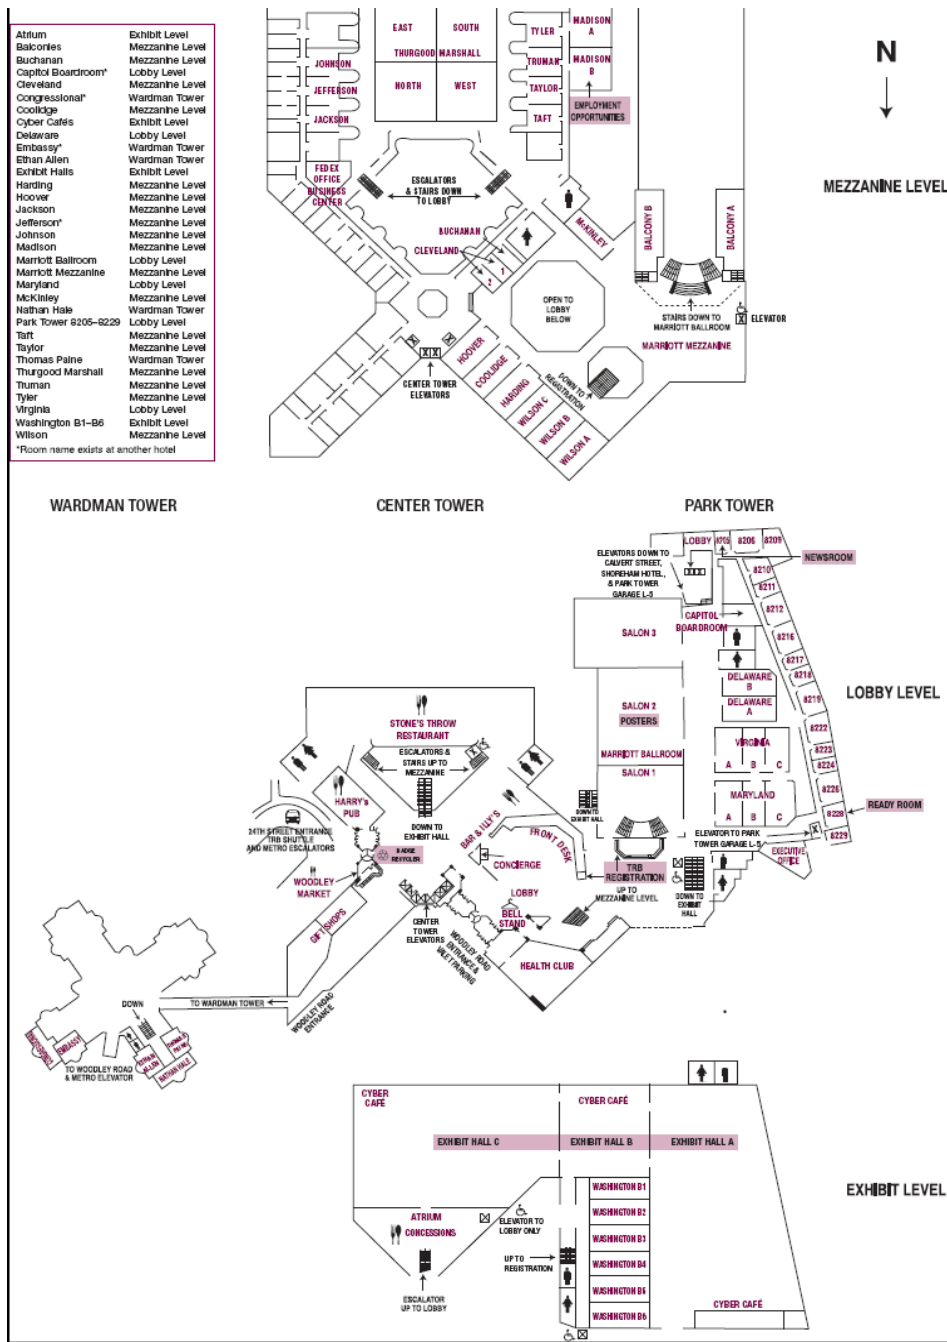 Atrium Exhibit Level
Balconies Mezzanine Level
Buchanan Mezzanine Level
Capitol Boardroom* Lobby Level
Cleveland Mezzanine Level
Congressional* Wardman Tower
Coolidge Mezzanine Level
Cyber Cafés Exhibit Level
Delaware Lobby Level
Embassy* Wardman Tower
Ethan Allen Wardman Tower
Exhibit Halls Exhibit Level
Harding Mezzanine Level
Hoover Mezzanine Level
Jackson Mezzanine Level
Jefferson* Mezzanine Level
Johnson Mezzanine Level
Madison Mezzanine Level
Marriott Ballroom Lobby Level
Marriott Mezzanine Mezzanine Level
Maryland Lobby Level
McKinley Mezzanine Level
Nathan Hale Wardman Tower
Park Tower 8205–8229 Lobby Level
Taft Mezzanine Level
Taylor Mezzanine Level
Thomas Paine Wardman Tower
Thurgood Marshall Mezzanine Level
Truman Mezzanine Level
Tyler Mezzanine Level
Virginia Lobby Level
Washington B1–B6 Exhibit Level
Wilson Mezzanine Level
*Room name exists at another hotel
N
MEZZANINE LEVEL
EAST SOUTH
THURGOOD MARSHALL
NORTH WEST
JOHNSON
JEFFERSON
JACKSON
TYLER
TRUMAN
TAYLOR
TAFT
MADISON
A
MADISON
B
EMPLOYMENT
OPPORTUNITIES
FEDEX
OFFICE
BUSINESS
CENTER
ESCALATORS
& STAIRS DOWN
TO LOBBY
BUCHANAN
CLEVELAND
1
2
McKINLEY
BALCONY B
BALCONY A
OPEN TO
LOBBY
BELOW
STAIRS DOWN TO
MARRIOTT BALLROOM
ELEVATOR
MARRIOTT MEZZANINE
CENTER TOWER
ELEVATORS
HOOVER
COOLIDGE
HARDING
WILSON C
WILSON B
WILSON A
DOWN TO
REGISTRATION
WARDMAN TOWER
CENTER TOWER
PARK TOWER
LOBBY LEVEL
ELEVATORS DOWN TO
CALVERT STREET,
SHOREHAM HOTEL,
& PARK TOWER
GARAGE L-5
LOBBY
8205
8206
8209
NEWSROOM
8210
8211
8212
8216
8217
8218
8219
8222
8223
8224
8226
8228
8229
CAPITOL
BOARDROOM
SALON 3
DELAWARE
B
DELAWARE
A
SALON 2
POSTERS
MARRIOTT BALLROOM
SALON 1
VIRGINIA
A B C
MARYLAND
A B C
READY ROOM
ELEVATOR TO PARK
TOWER GARAGE L-5
EXECUTIVE
OFFICE
DOWN TO
EXHIBIT HALL
TRB
REGISTRATION
UP TO
MEZZANINE LEVEL
DOWN TO
EXHIBIT
HALL
STONE'S THROW
RESTAURANT
ESCALATORS &
STAIRS UP TO
MEZZANINE
DOWN TO
EXHIBIT HALL
HARRY's
PUB
24TH STREET ENTRANCE
TRB SHUTTLE
AND METRO ESCALATORS
BADGE
RECYCLER
WOODLEY
MARKET
GIFT SHOPS
BAR & JILLY'S
FRONT DESK
CONCIERGE
LOBBY
BELL
STAND
CENTER
TOWER
ELEVATORS
WOODLEY ROAD
ENTRANCE &
VALET PARKING
HEALTH CLUB
DOWN
TO WARDMAN TOWER
WOODLEY ROAD
ENTRANCE
EMBASSY
ETHAN
ALLEN
NATHAN HALE
TO WOODLEY ROAD
& METRO ELEVATOR
EXHIBIT LEVEL
CYBER
CAFÉ
CYBER CAFÉ
EXHIBIT HALL C
EXHIBIT HALL B
EXHIBIT HALL A
WASHINGTON B1
WASHINGTON B2
WASHINGTON B3
WASHINGTON B4
WASHINGTON B5
WASHINGTON B6
ATRIUM
CONCESSIONS
ELEVATOR TO
LOBBY ONLY
UP TO
REGISTRATION
ESCALATOR
UP TO LOBBY
CYBER CAFÉ